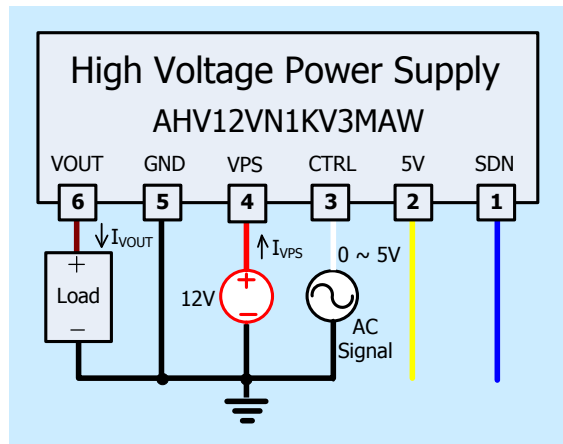 High Voltage Power Supply
AHV12VN1KV3MAW
VOUT GND VPS CTRL 5V SDN
6 5 4 3 2 1
↓IVOUT ↑IVPS 0 ~ 5V
+ +
Load 12V
− −
AC
Signal